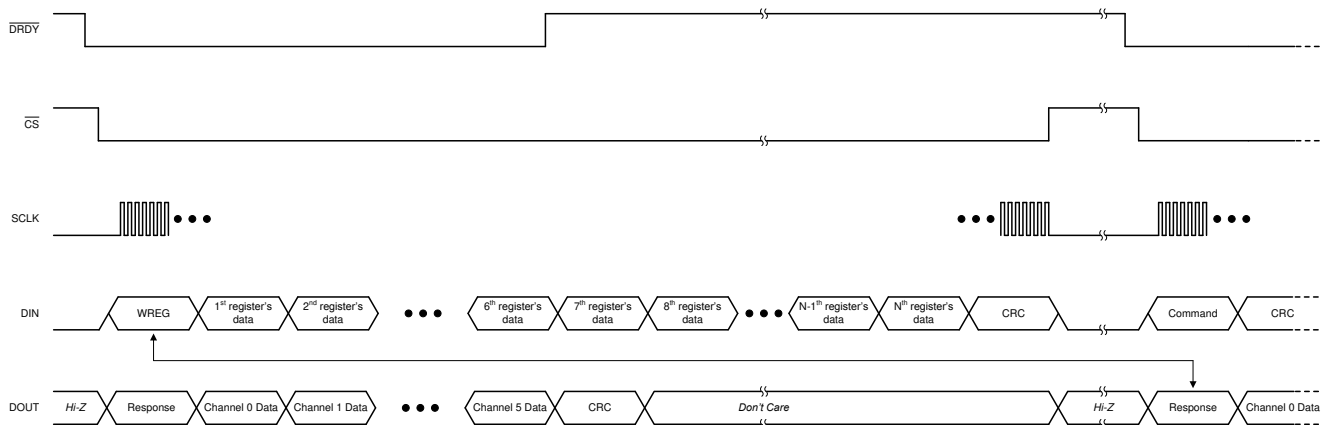 DRDY
CS
SCLK
DIN
WREG
1st register's
data
2nd register's
data
6th register's
data
7th register's
data
8th register's
data
N-1th register's
data
Nth register's
data
CRC
Command
CRC
DOUT
Hi-Z
Response
Channel 0 Data
Channel 1 Data
Channel 5 Data
CRC
Don't Care
Hi-Z
Response
Channel 0 Data